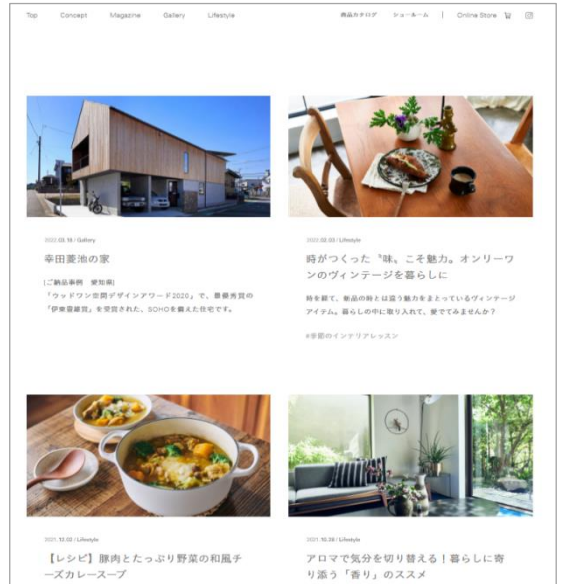 Top Concept Magazine Gallery Lifestyle 商品カタログ ショールーム | Online Store
2022.03.18 / Gallery
幸田菱池の家
[ご納品事例 愛知県]
「ウッドワン空間デザインアワード2020」で、最優秀賞の
「伊東豊雄賞」を受賞された、SOHOを備えた住宅です。
2022.02.03 / Lifestyle
時がつくった〝味〟こそ魅力。オンリーワ
ンのヴィンテージを暮らしに
時を経て、新品の時とは違う魅力をまとっているヴィンテージ
アイテム。暮らしの中に取り入れて、愛でてみませんか?
#季節のインテリアレッスン
2021.12.02 / Lifestyle
【レシピ】豚肉とたっぷり野菜の和風チ
ーズカレースープ
2021.10.28 / Lifestyle
アロマで気分を切り替える!暮らしに寄
り添う「香り」のススメ